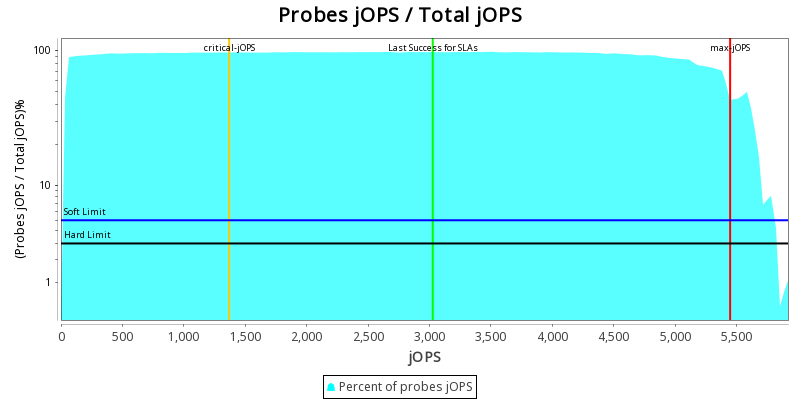 Probes jOPS / Total jOPS
(Probes jOPS / Total jOPS)%
100
10
1
critical-jOPS
Last Success for SLAs
max-jOPS
Soft Limit
Hard Limit
0
500
1,000
1,500
2,000
2,500
3,000
3,500
4,000
4,500
5,000
5,500
jOPS
Percent of probes jOPS